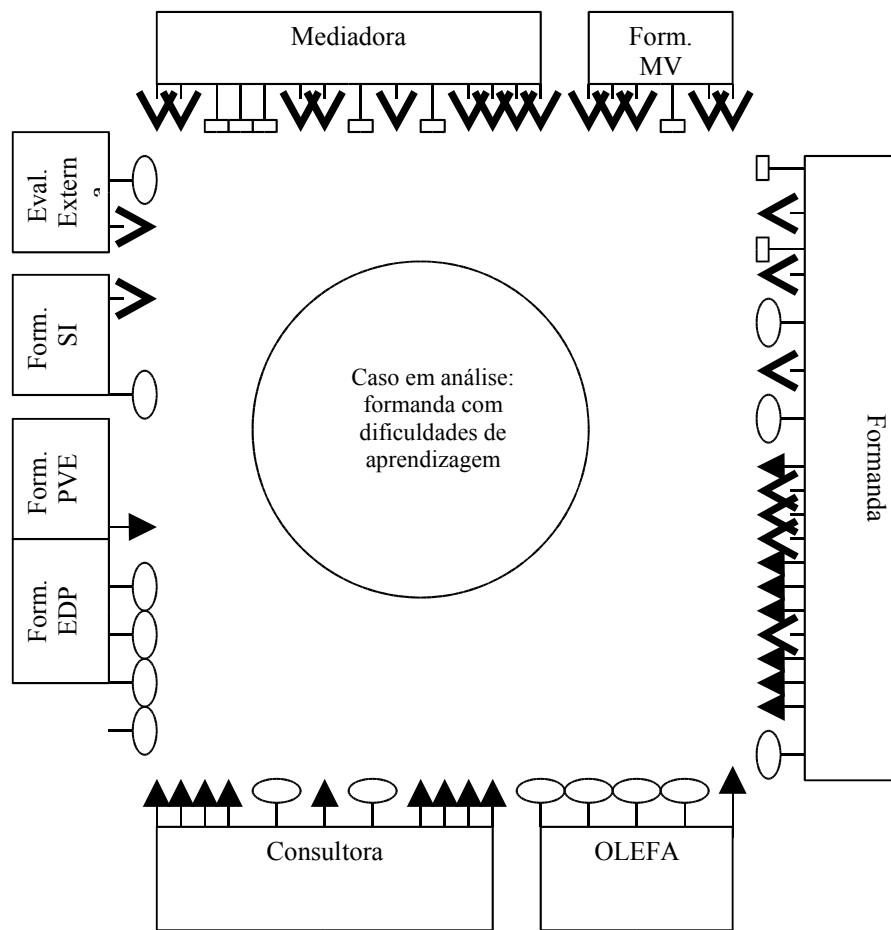 Mediadora
Form.
MV
Eval.
Extern
a
Form.
SI
Caso em análise:
formanda com
dificuldades de
aprendizagem
Formanda
Form.
PVE
Form.
EDP
Consultora
OLEFA